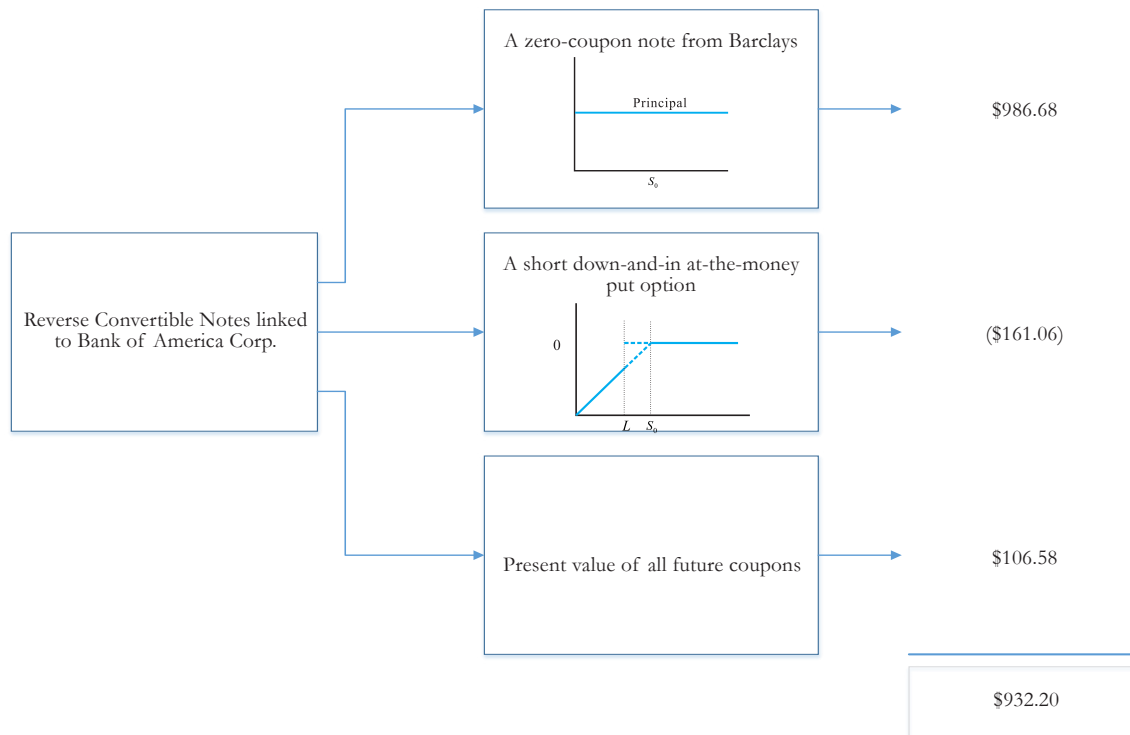 A zero-coupon note from Barclays
Principal
S₀
$986.68
Reverse Convertible Notes linked
to Bank of America Corp.
A short down-and-in at-the-money
put option
0
L S₀
($161.06)
Present value of all future coupons
$106.58
$932.20